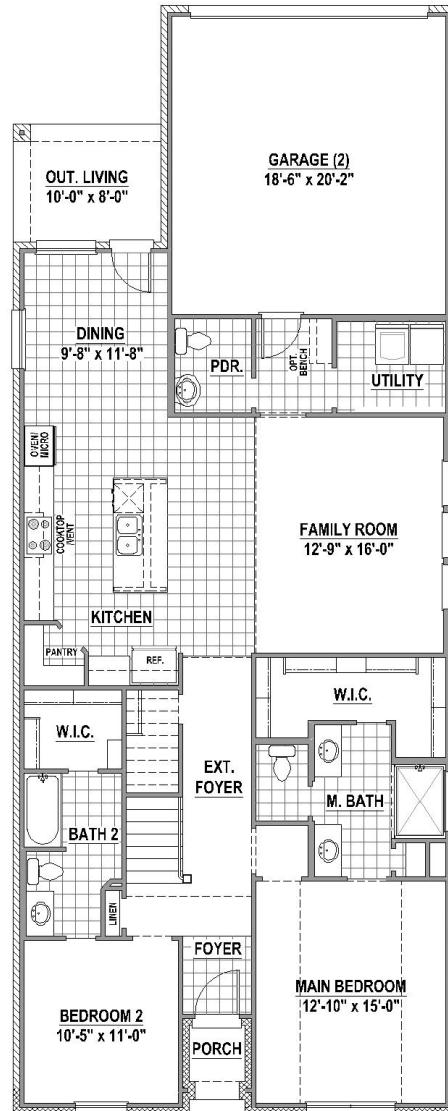 GARAGE (2)
18'-6" x 20'-2"
OUT. LIVING
10'-0" x 8'-0"
DINING
9'-8" x 11'-8"
PDR.
OPT.
BENCH
UTILITY
OVEN/
MICRO
COOKTOP
/VENT
FAMILY ROOM
12'-9" x 16'-0"
KITCHEN
PANTRY
REF.
W.I.C.
W.I.C.
EXT.
FOYER
M. BATH
BATH 2
LINEN
FOYER
MAIN BEDROOM
12'-10" x 15'-0"
BEDROOM 2
10'-5" x 11'-0"
PORCH